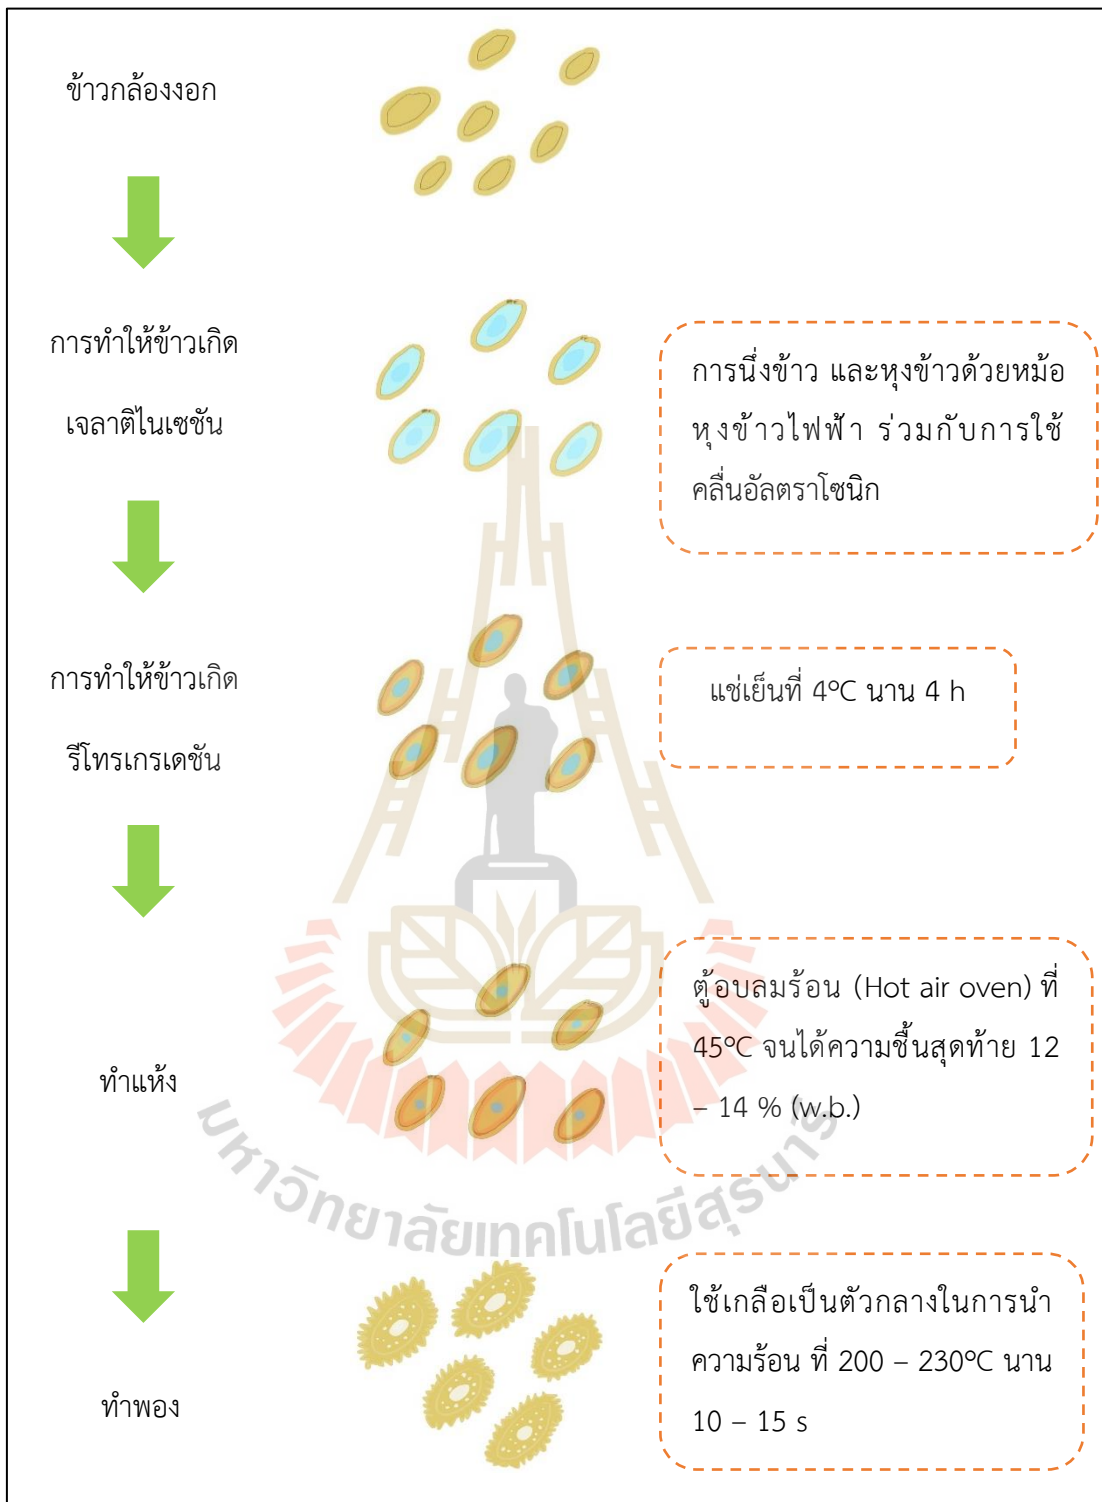 ข้าวกล้องงอก
การทำให้ข้าวเกิด
เจลาติไนเซชัน
การนึ่งข้าว และหุงข้าวด้วยหม้อ
หุงข้าวไฟฟ้า ร่วมกับการใช้
คลื่นอัลตราโซนิก
การทำให้ข้าวเกิด
รีโทรเกรเดชัน
แช่เย็นที่ 4ºC นาน 4 h
ทำแห้ง
ตู้อบลมร้อน (Hot air oven) ที่
45ºC จนได้ความชื้นสุดท้าย 12
– 14 % (w.b.)
มหาวิทยาลัยเทคโนโลยีสุรนารี
ทำพอง
ใช้เกลือเป็นตัวกลางในการนำ
ความร้อน ที่ 200 – 230ºC นาน
10 – 15 s